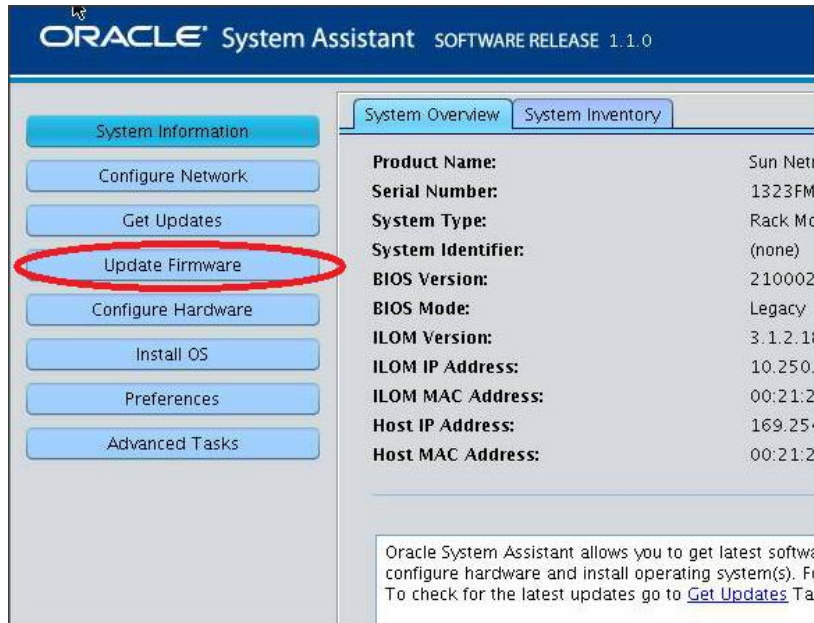 ORACLE System Assistant SOFTWARE RELEASE 1.1.0
System Information
Configure Network
Get Updates
Update Firmware
Configure Hardware
Install OS
Preferences
Advanced Tasks
System Overview System Inventory
Product Name: Sun Net
Serial Number: 1323FM
System Type: Rack Mo
System Identifier: (none)
BIOS Version: 210002
BIOS Mode: Legacy
ILOM Version: 3.1.2.18
ILOM IP Address: 10.250.
ILOM MAC Address: 00:21:2
Host IP Address: 169.254
Host MAC Address: 00:21:2
Oracle System Assistant allows you to get latest softwa
configure hardware and install operating system(s). Fo
To check for the latest updates go to Get Updates Ta